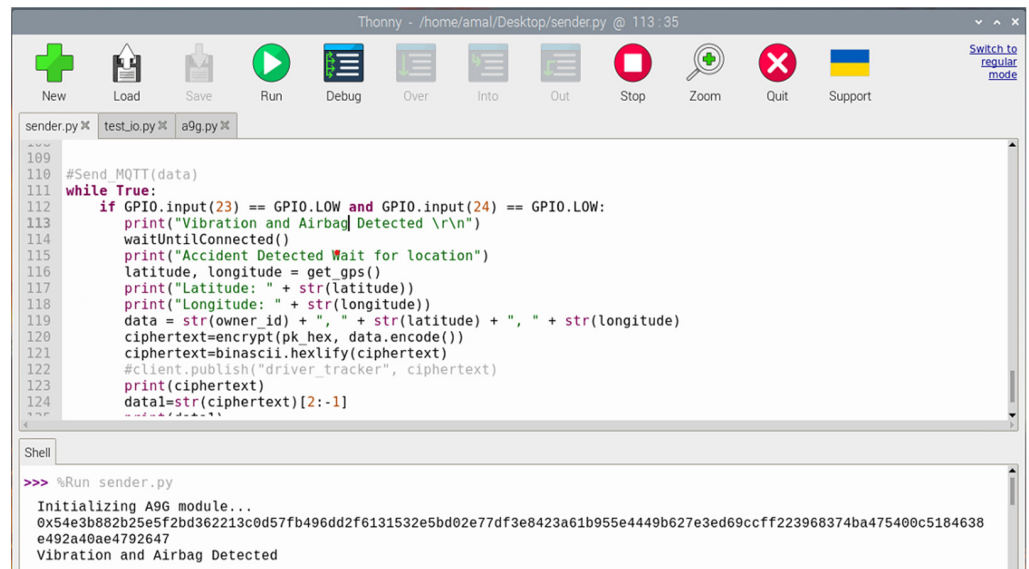 Thonny - /home/amal/Desktop/sender.py @ 113 : 35
Switch to
regular
mode
New Load Save Run Debug Over Into Out Stop Zoom Quit Support
sender.py test_io.py a9g.py
109
110 #Send_MQTT(data)
111 while True:
112 if GPIO.input(23) == GPIO.LOW and GPIO.input(24) == GPIO.LOW:
113 print("Vibration and Airbag Detected \r\n")
114 waitUntilConnected()
115 print("Accident Detected Wait for location")
116 latitude, longitude = get_gps()
117 print("Latitude: " + str(latitude))
118 print("Longitude: " + str(longitude))
119 data = str(owner_id) + ", " + str(latitude) + ", " + str(longitude)
120 ciphertext=encrypt(pk_hex, data.encode())
121 ciphertext=binascii.hexlify(ciphertext)
122 #client.publish("driver_tracker", ciphertext)
123 print(ciphertext)
124 data1=str(ciphertext)[2:-1]
Shell
>>> %Run sender.py
Initializing A9G module...
0x54e3b882b25e5f2bd362213c0d57fb496dd2f6131532e5bd02e77df3e8423a61b955e4449b627e3ed69ccff223968374ba475400c5184638
e492a40ae4792647
Vibration and Airbag Detected